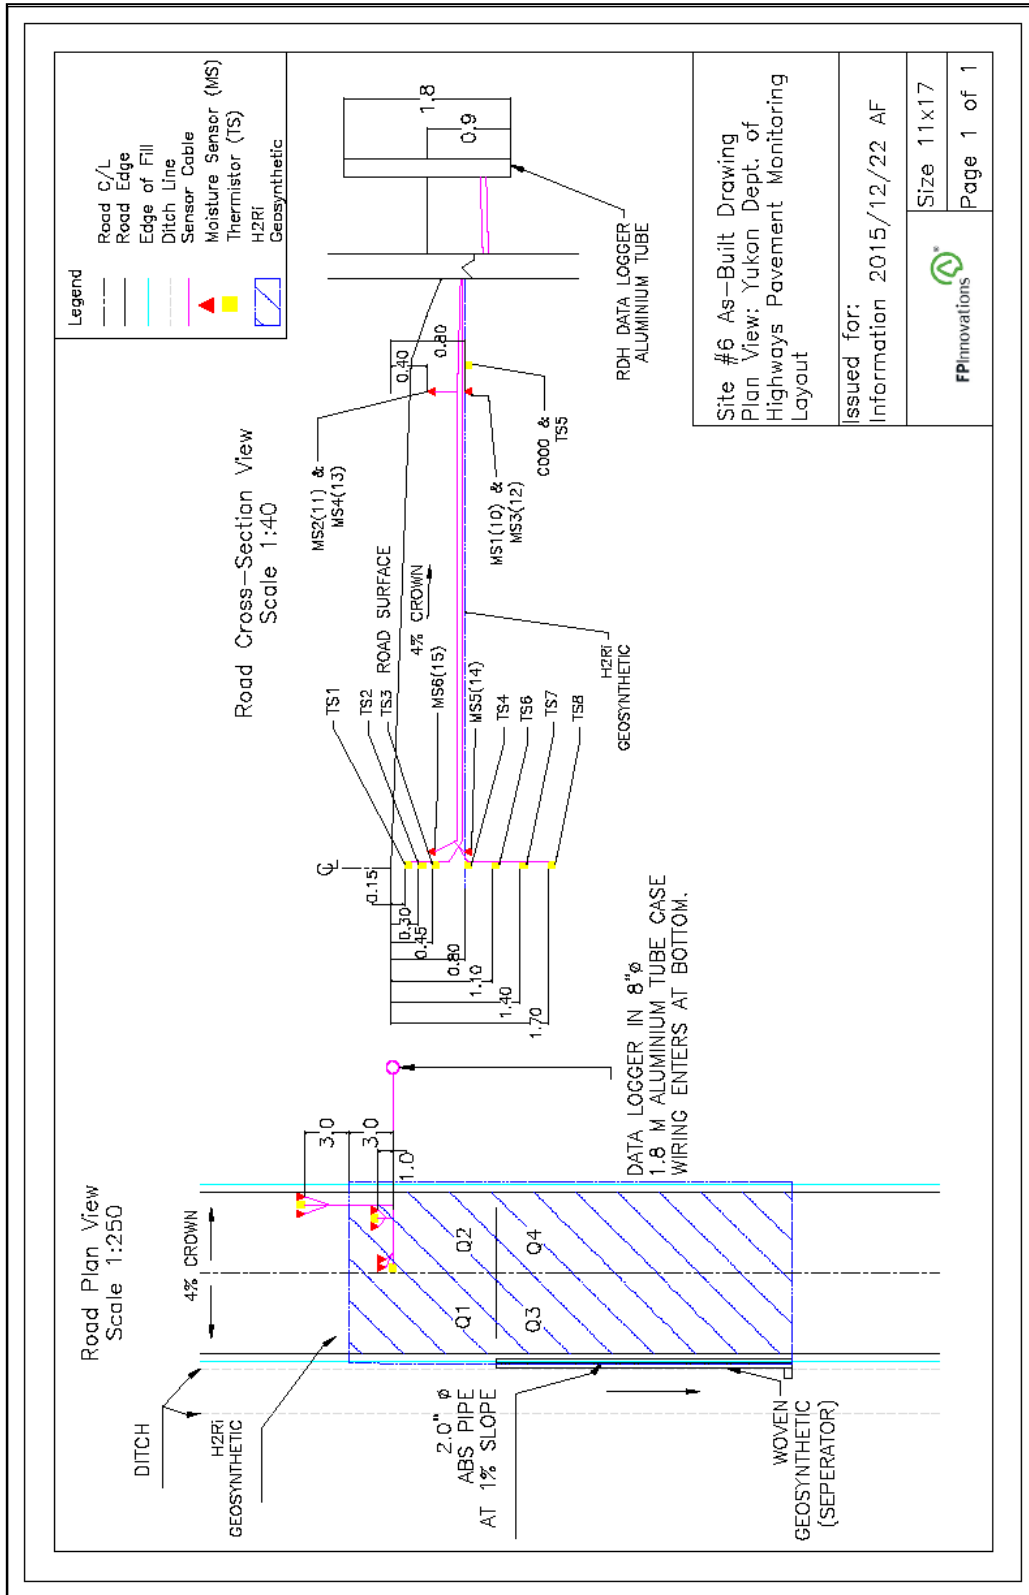 Road Plan View
Scale 1:250
4% CROWN
DITCH
H2Ri
GEOSYNTHETIC
3.0
3.0
1.0
Q1
Q2
Q3
Q4
2.0" ø
ABS PIPE
AT 1% SLOPE
WOVEN
GEOSYNTHETIC
(SEPERATOR)
DATA LOGGER IN 8"ø
1.8 M ALUMINIUM TUBE CASE
WIRING ENTERS AT BOTTOM.
Road Cross-Section View
Scale 1:40
CL
0.15
0.30
0.45
0.80
1.10
1.40
1.70
TS1
TS2
TS3
ROAD SURFACE
4% CROWN
MS6(15)
MS5(14)
TS4
TS6
TS7
TS8
H2Ri
GEOSYNTHETIC
MS2(11) &
MS4(13)
0.40
0.80
MS1(10) &
MS3(12)
COOO &
TS5
1.8
0.9
RDH DATA LOGGER
ALUMINIUM TUBE
Legend
Road C/L
Road Edge
Edge of Fill
Ditch Line
Sensor Cable
Moisture Sensor (MS)
Thermistor (TS)
H2Ri
Geosynthetic
Site #6 As-Built Drawing
Plan View: Yukon Dept. of
Highways Pavement Monitoring
Layout
Issued for:
Information 2015/12/22 AF
FPInnovations®
Size 11x17
Page 1 of 1